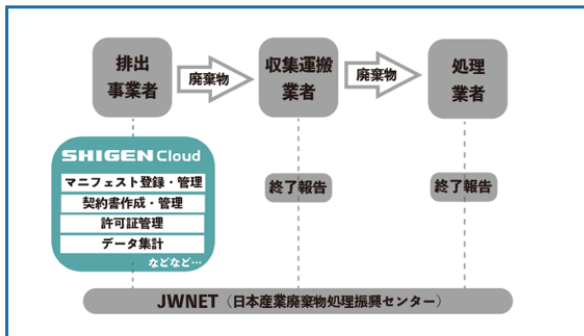 排出
事業者
廃棄物
収集運搬
業者
廃棄物
処理
業者
SHIGEN Cloud
マニフェスト登録・管理
契約書作成・管理
許可証管理
データ集計
などなど…
終了報告
終了報告
JWNET（日本産業廃棄物処理振興センター）